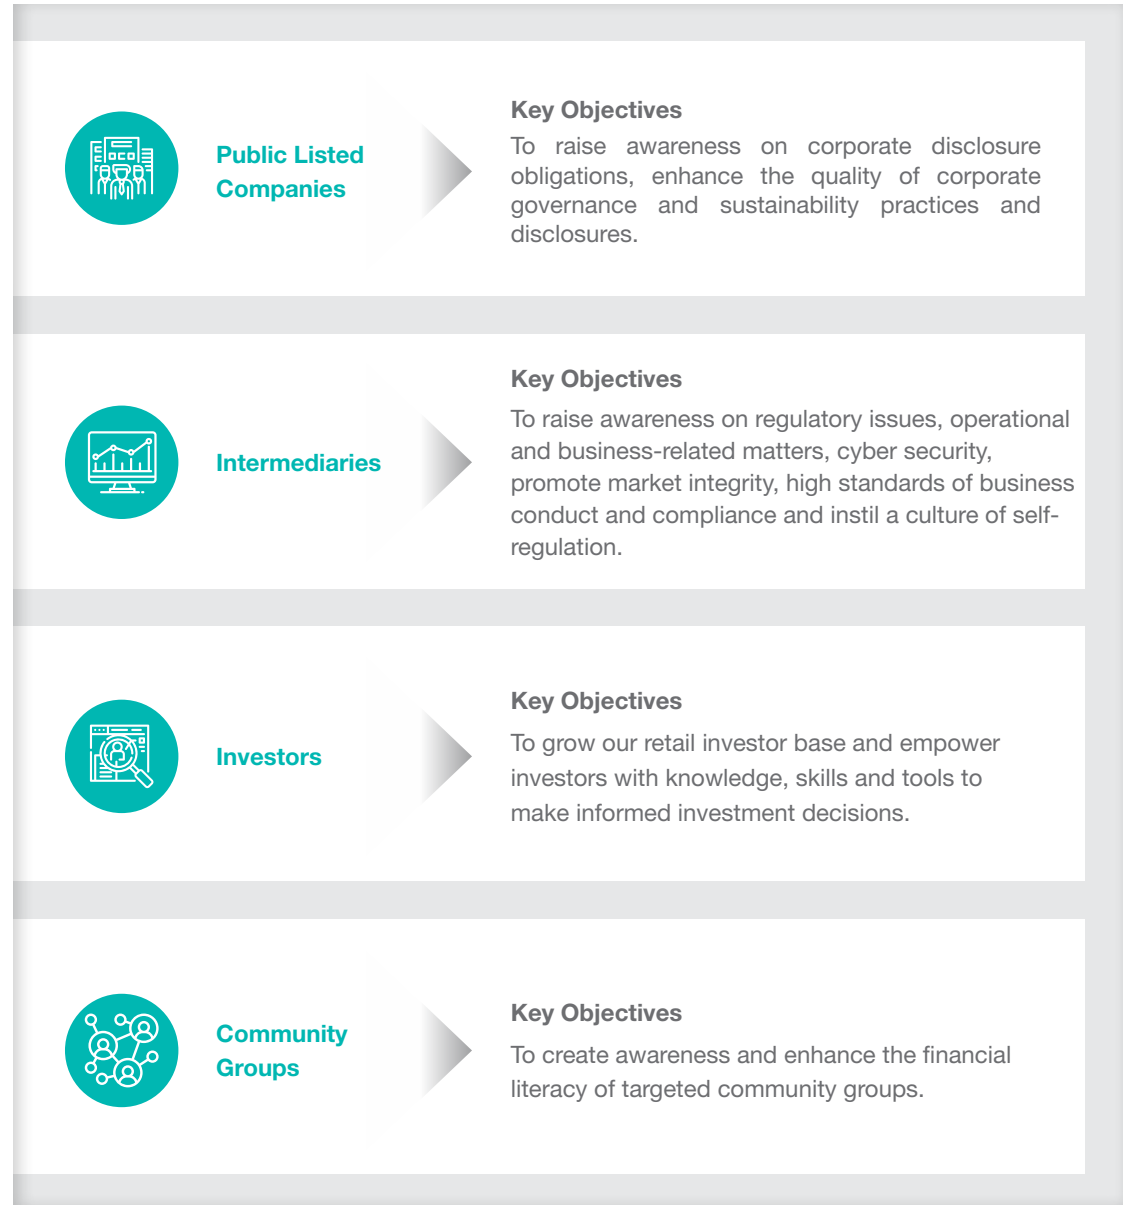 Public Listed
Companies
Key Objectives
To raise awareness on corporate disclosure
obligations, enhance the quality of corporate
governance and sustainability practices and
disclosures.
Intermediaries
Key Objectives
To raise awareness on regulatory issues, operational
and business-related matters, cyber security,
promote market integrity, high standards of business
conduct and compliance and instil a culture of self-
regulation.
Investors
Key Objectives
To grow our retail investor base and empower
investors with knowledge, skills and tools to
make informed investment decisions.
Community
Groups
Key Objectives
To create awareness and enhance the financial
literacy of targeted community groups.